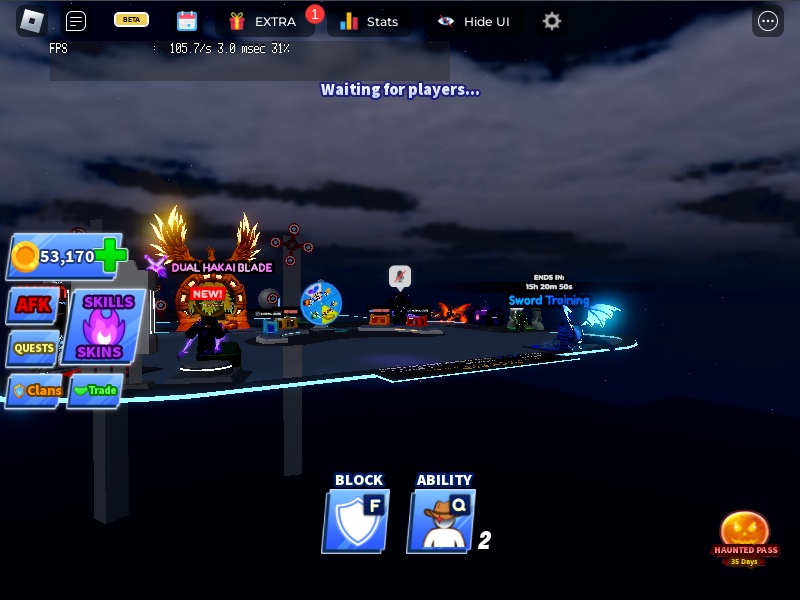 BETA
EXTRA
1
Stats
Hide UI
FPS : 105.7/s 3.0 msec 31%
Waiting for players...
53,170
DUAL HAKAI BLADE
NEW!
ENDS IN:
15h 20m 50s
Sword Training
AFK
SKILLS
SKINS
QUESTS
Clans
Trade
BLOCK
F
ABILITY
Q
2
HAUNTED PASS
35 Days